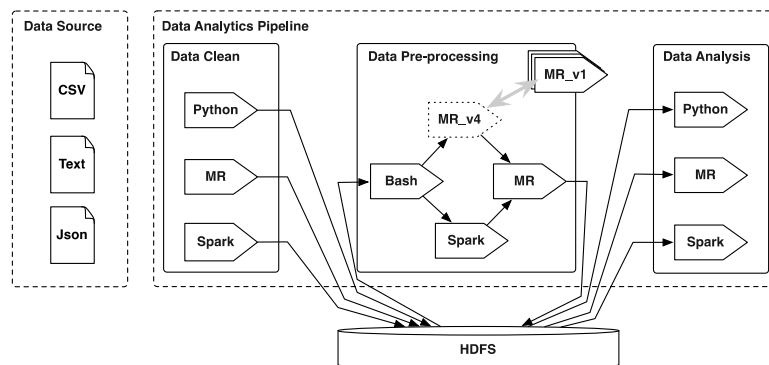 Data Source
Data Analytics Pipeline
CSV
Text
Json
Data Clean
Python
MR
Spark
Data Pre-processing
MR_v1
MR_v4
Bash
MR
Spark
Data Analysis
Python
MR
Spark
HDFS